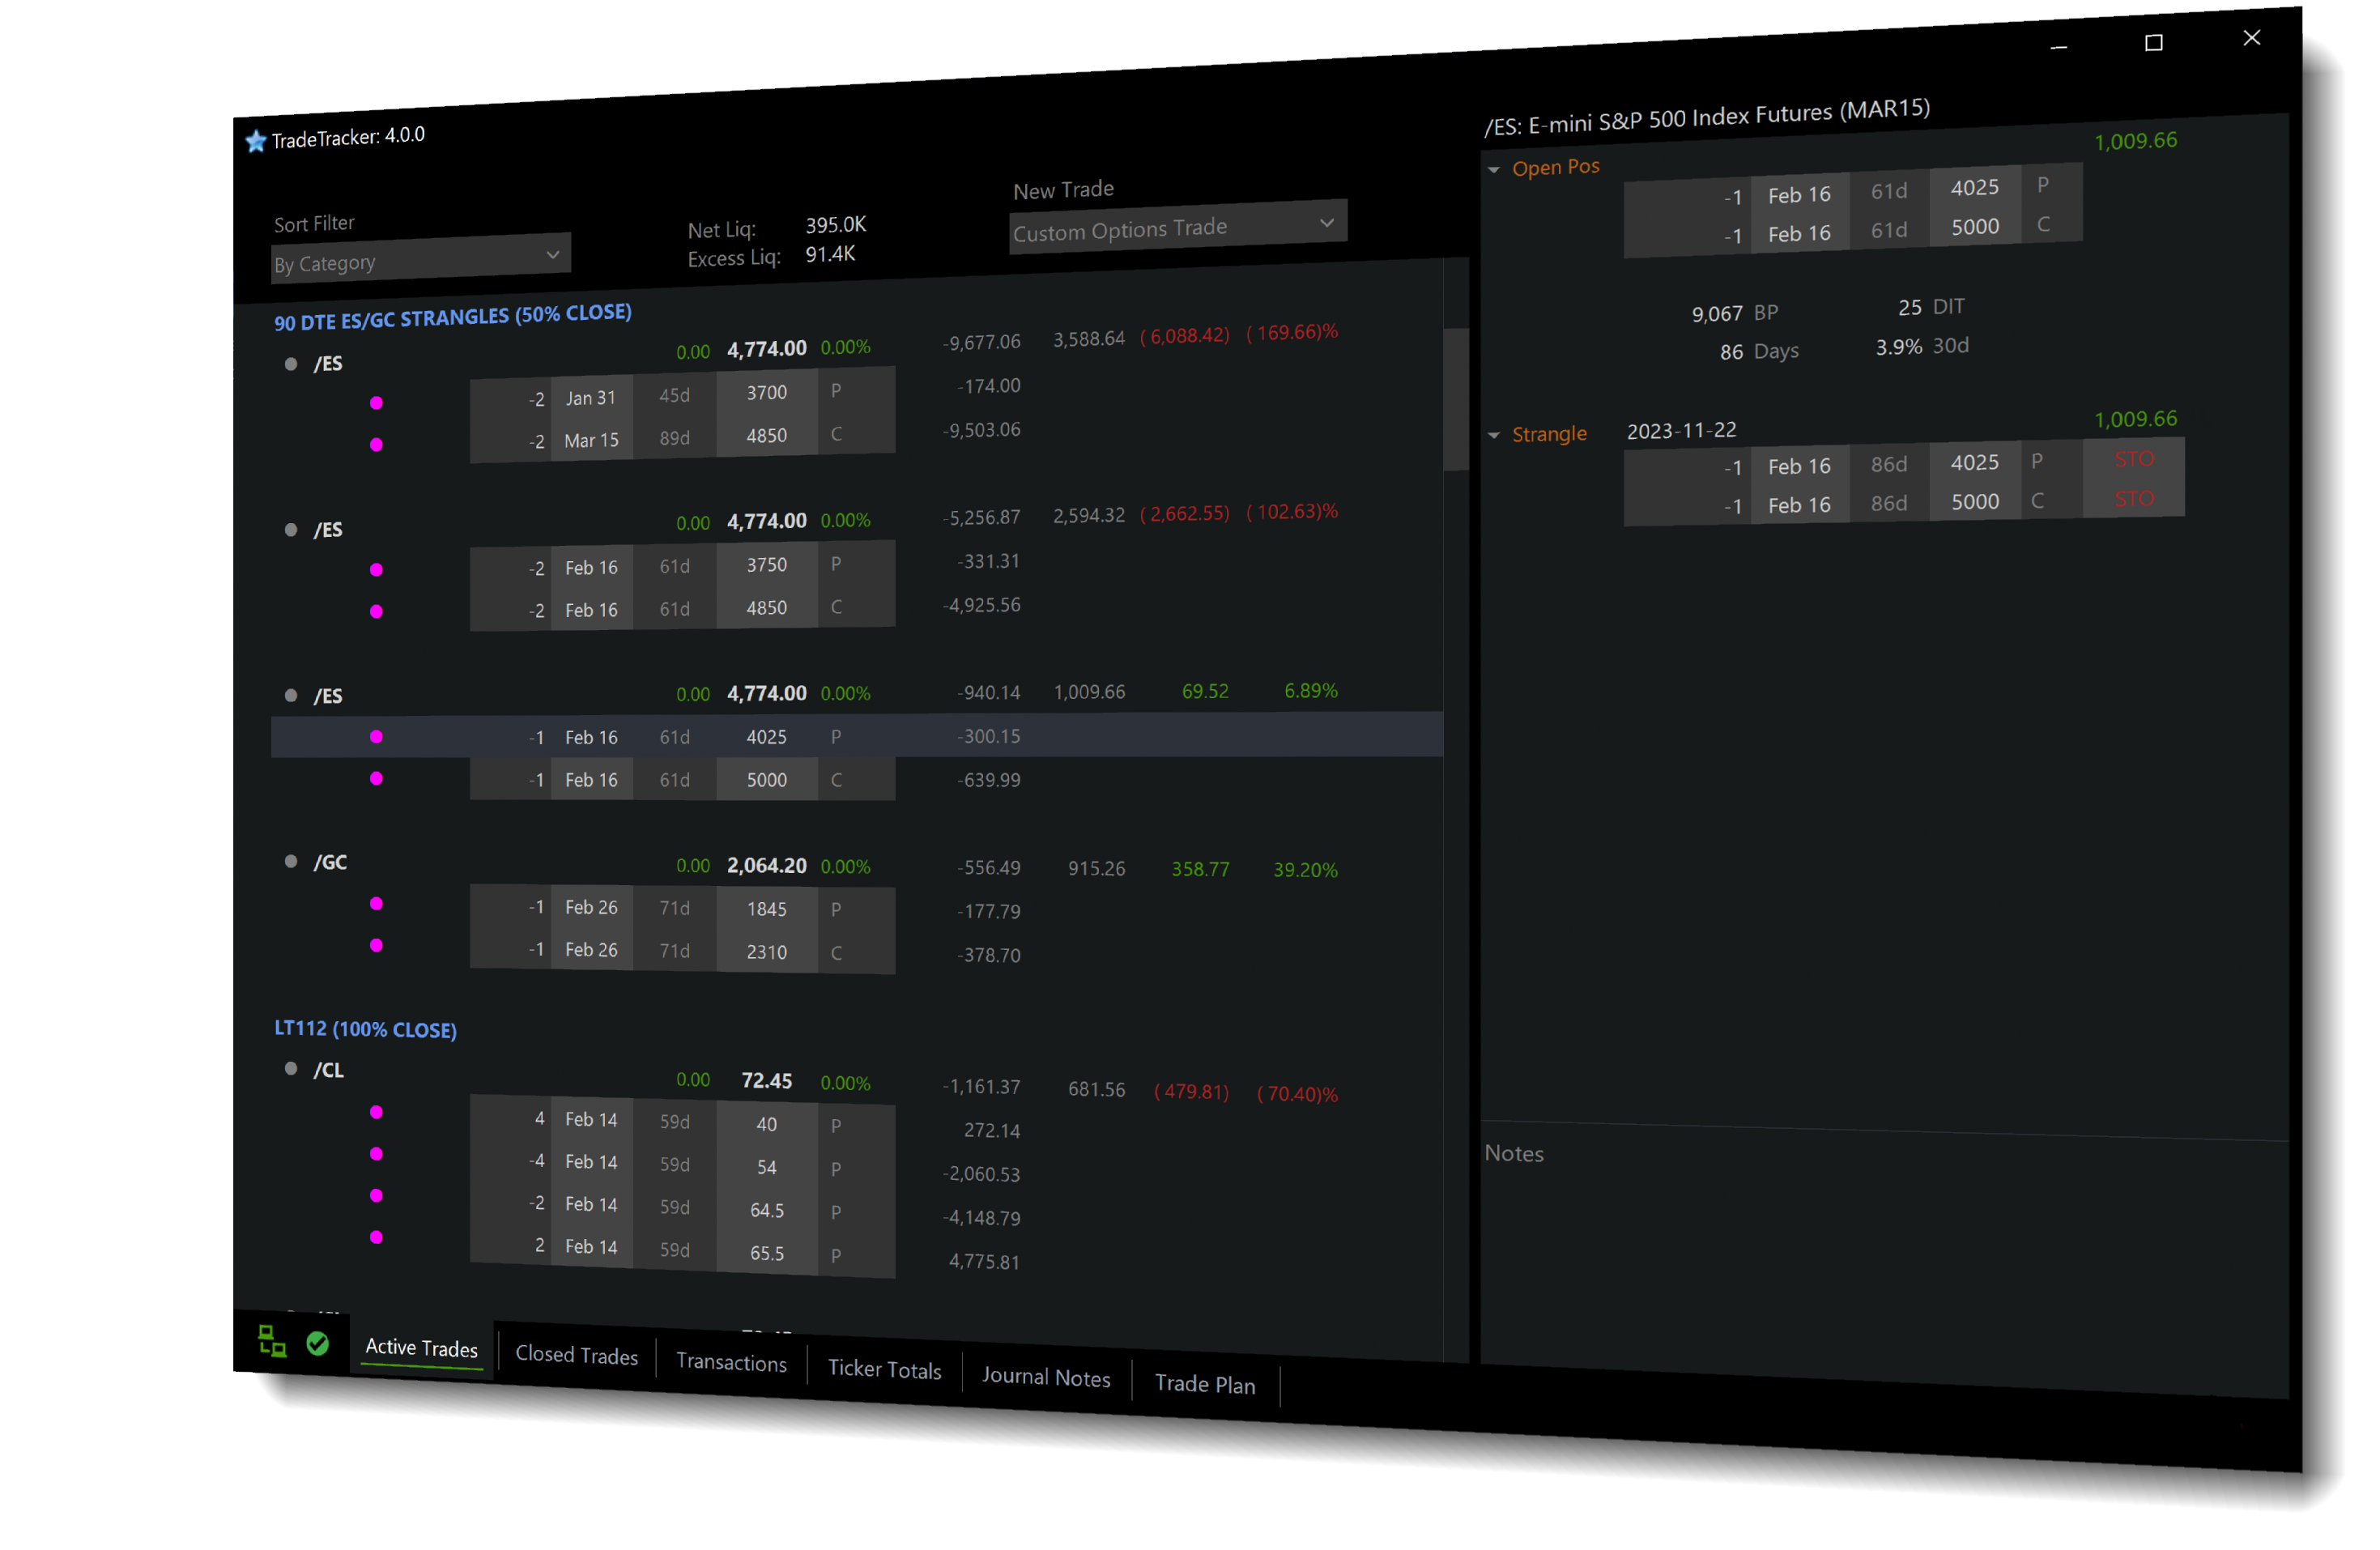 TradeTracker: 4.0.0
Sort Filter
By Category
Net Liq: 395.0K
Excess Liq: 91.4K
New Trade
Custom Options Trade
90 DTE ES/GC STRANGLES (50% CLOSE)
/ES 0.00 4,774.00 0.00% -9,677.06 3,588.64 ( 6,088.42) ( 169.66)%
-2 Jan 31 45d 3700 P -174.00
-2 Mar 15 89d 4850 C -9,503.06
/ES 0.00 4,774.00 0.00% -5,256.87 2,594.32 ( 2,662.55) ( 102.63)%
-2 Feb 16 61d 3750 P -331.31
-2 Feb 16 61d 4850 C -4,925.56
/ES 0.00 4,774.00 0.00% -940.14 1,009.66 69.52 6.89%
-1 Feb 16 61d 4025 P -300.15
-1 Feb 16 61d 5000 C -639.99
/GC 0.00 2,064.20 0.00% -556.49 915.26 358.77 39.20%
-1 Feb 26 71d 1845 P -177.79
-1 Feb 26 71d 2310 C -378.70
LT112 (100% CLOSE)
/CL 0.00 72.45 0.00% -1,161.37 681.56 ( 479.81) ( 70.40)%
4 Feb 14 59d 40 P 272.14
-4 Feb 14 59d 54 P -2,060.53
-2 Feb 14 59d 64.5 P -4,148.79
2 Feb 14 59d 65.5 P 4,775.81
Active Trades Closed Trades Transactions Ticker Totals Journal Notes Trade Plan
/ES: E-mini S&P 500 Index Futures (MAR15)
Open Pos 1,009.66
-1 Feb 16 61d 4025 P
-1 Feb 16 61d 5000 C
9,067 BP 25 DIT
86 Days 3.9% 30d
Strangle 2023-11-22 1,009.66
-1 Feb 16 86d 4025 P STO
-1 Feb 16 86d 5000 C STO
Notes